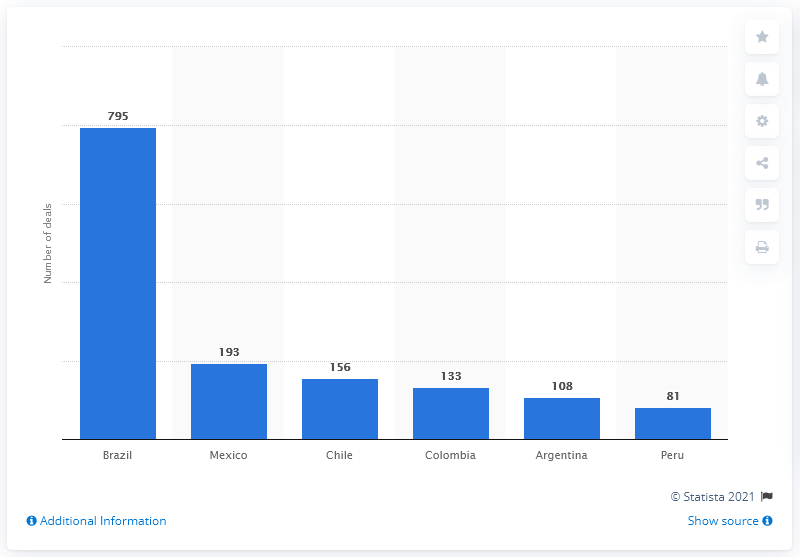 795
193
156
133
108
81
Number of deals
Brazil Mexico Chile Colombia Argentina Peru
© Statista 2021
Additional Information Show source